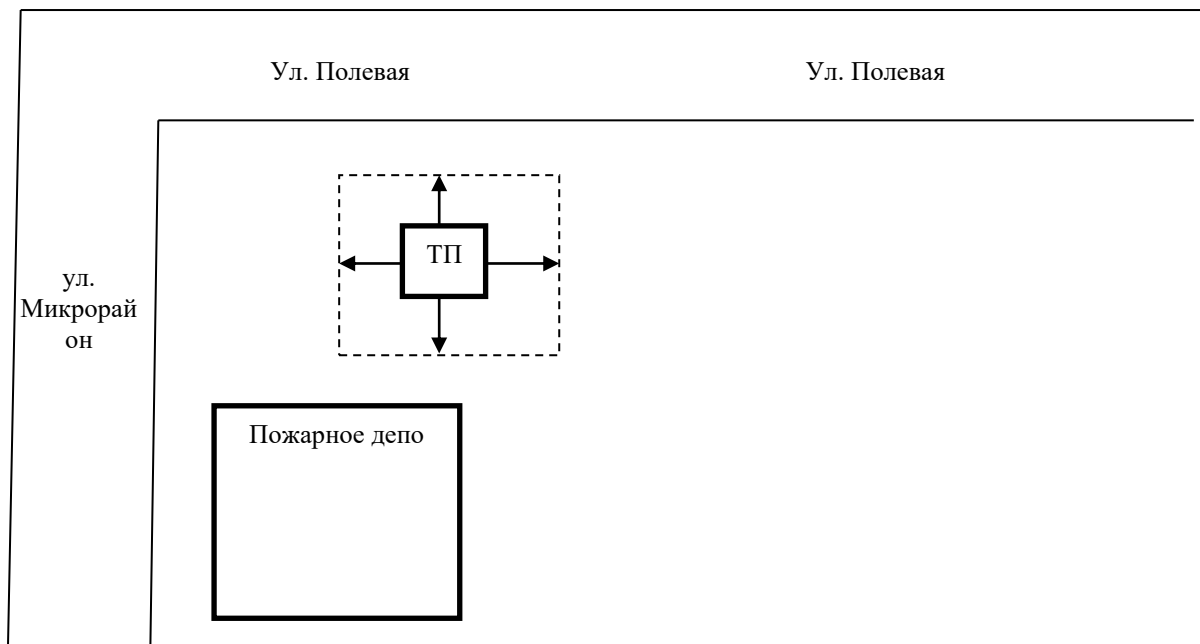 Ул. Полевая
Ул. Полевая
ТП
ул.
Микрорай
он
Пожарное депо